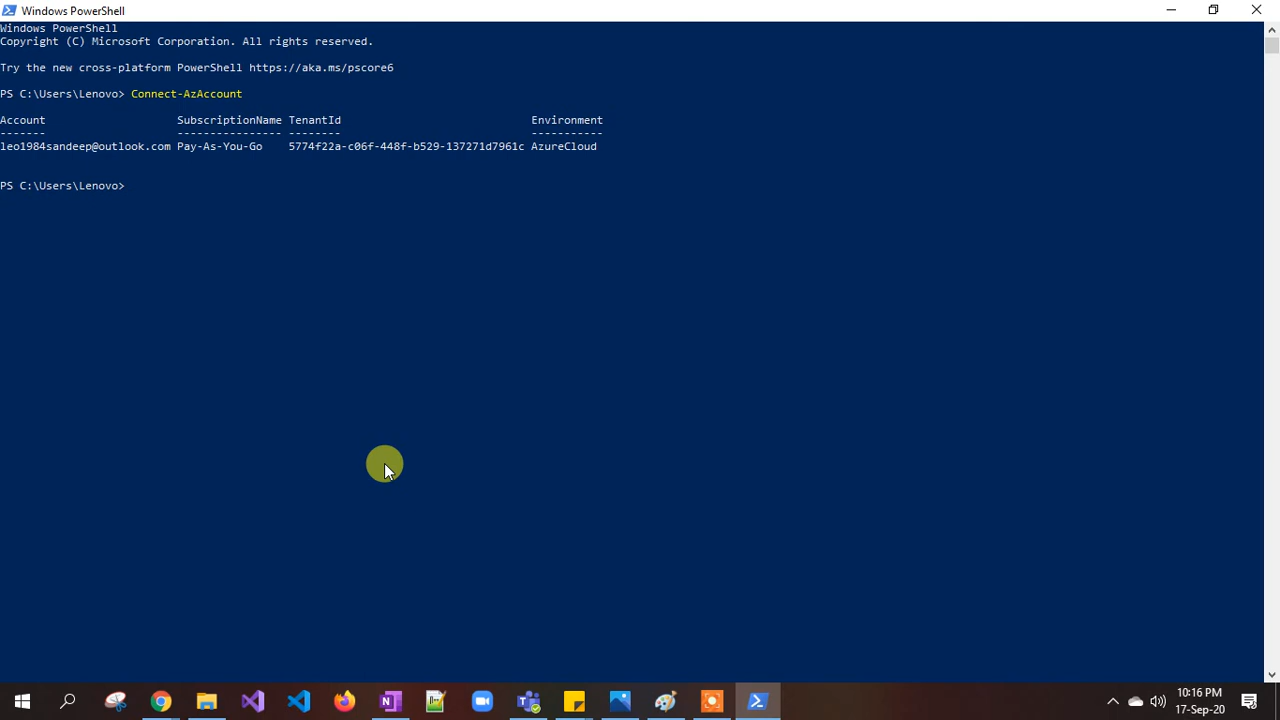 Windows PowerShell
Windows PowerShell
Copyright (C) Microsoft Corporation. All rights reserved.
Try the new cross-platform PowerShell https://aka.ms/pscore6
PS C:\Users\Lenovo> Connect-AzAccount
Account SubscriptionName TenantId Environment
------- ---------------- -------- -----------
leo1984sandeep@outlook.com Pay-As-You-Go 5774f22a-c06f-448f-b529-137271d7961c AzureCloud
PS C:\Users\Lenovo>
10:16 PM
17-Sep-20